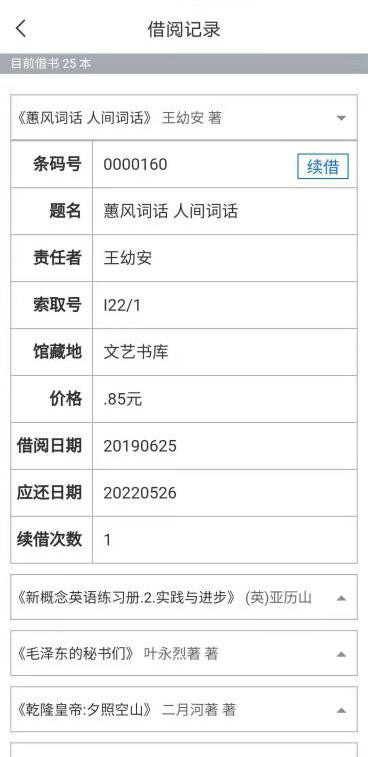 借阅记录
目前借书 25 本
《蕙风词话 人间词话》 王幼安 著
条码号 0000160 续借
题名 蕙风词话 人间词话
责任者 王幼安
索取号 I22/1
馆藏地 文艺书库
价格 .85元
借阅日期 20190625
应还日期 20220526
续借次数 1
《新概念英语练习册.2.实践与进步》 (英)亚历山
《毛泽东的秘书们》 叶永烈著 著
《乾隆皇帝:夕照空山》 二月河著 著